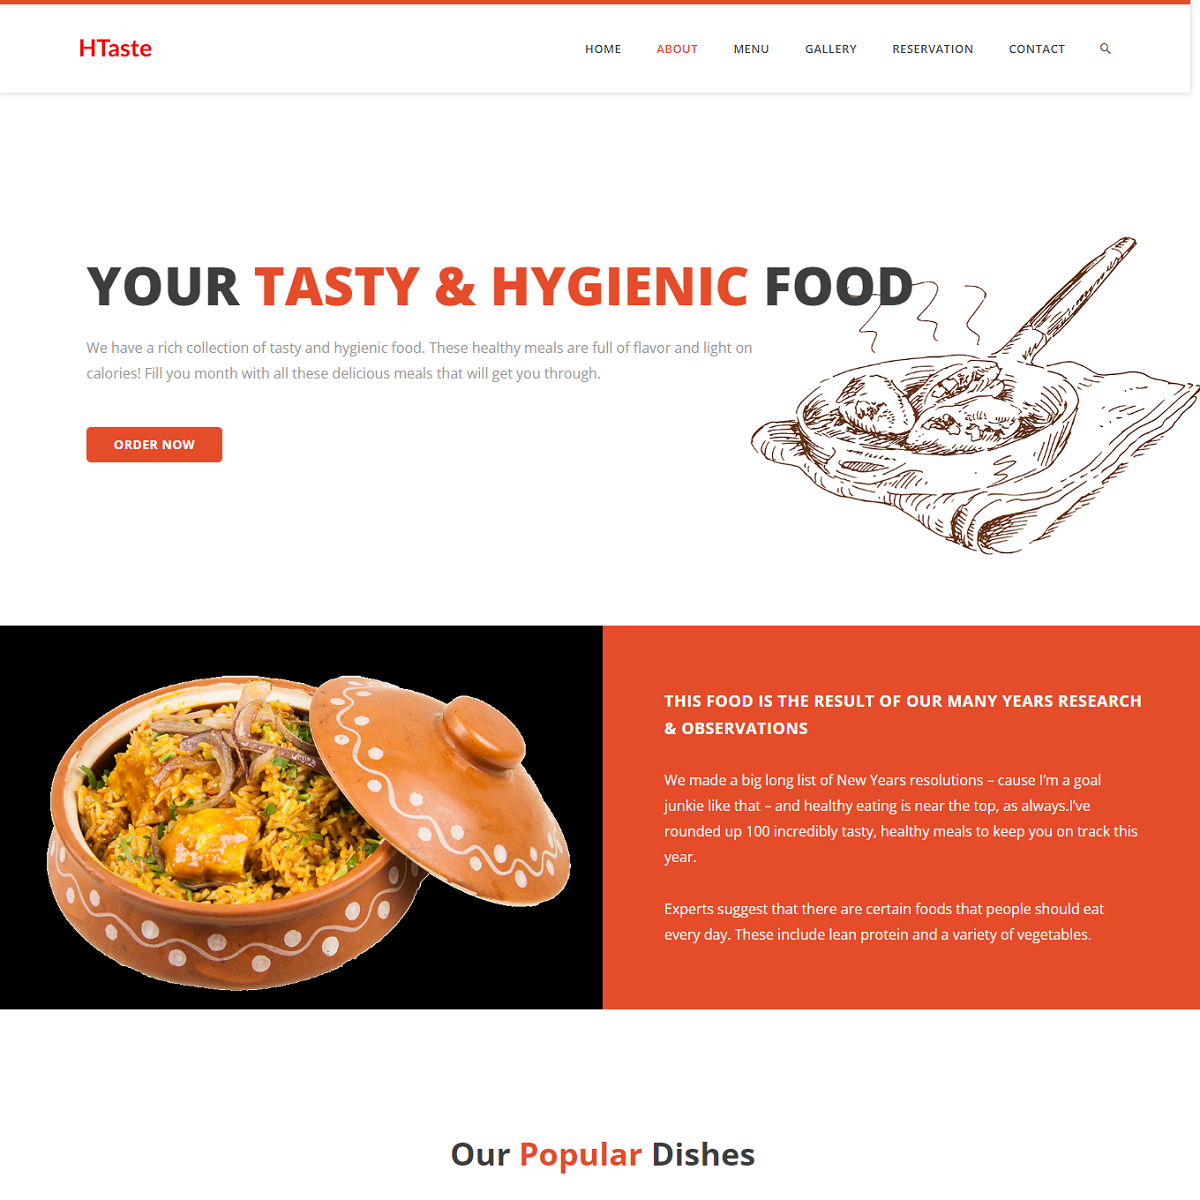 HTaste
HOME ABOUT MENU GALLERY RESERVATION CONTACT
YOUR TASTY & HYGIENIC FOOD
We have a rich collection of tasty and hygienic food. These healthy meals are full of flavor and light on
calories! Fill you month with all these delicious meals that will get you through.
ORDER NOW
THIS FOOD IS THE RESULT OF OUR MANY YEARS RESEARCH
& OBSERVATIONS
We made a big long list of New Years resolutions – cause I’m a goal
junkie like that – and healthy eating is near the top, as always.I’ve
rounded up 100 incredibly tasty, healthy meals to keep you on track this
year.
Experts suggest that there are certain foods that people should eat
every day. These include lean protein and a variety of vegetables.
Our Popular Dishes